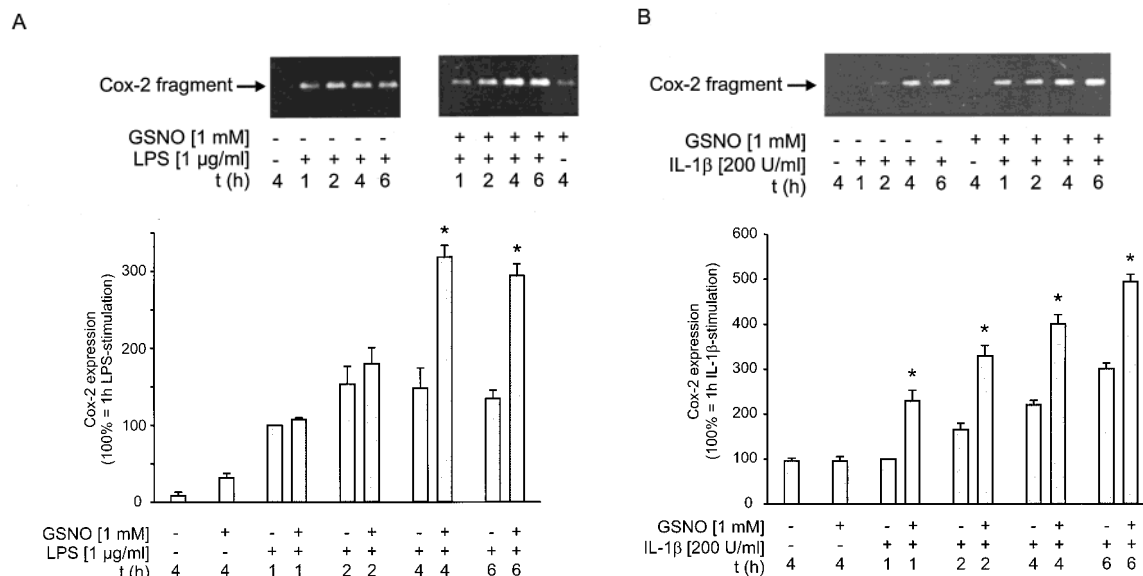 A
Cox-2 fragment
GSNO [1 mM] - - - - - + + + + +
LPS [1 µg/ml] - + + + + + + + + -
t (h) 4 1 2 4 6 1 2 4 6 4
Cox-2 expression
(100% = 1h LPS-stimulation)
300
200
100
0
* *
GSNO [1 mM] - + - + - + - + - +
LPS [1 µg/ml] - - + + + + + + + +
t (h) 4 4 1 1 2 2 4 4 6 6
B
Cox-2 fragment
GSNO [1 mM] - - - - - + + + + +
IL-1β [200 U/ml] - + + + + - + + + +
t (h) 4 1 2 4 6 4 1 2 4 6
Cox-2 expression
(100% = 1h IL-1β-stimulation)
600
500
400
300
200
100
0
* * * *
GSNO [1 mM] - + - + - + - + - +
IL-1β [200 U/ml] - - + + + + + + + +
t (h) 4 4 1 1 2 2 4 4 6 6